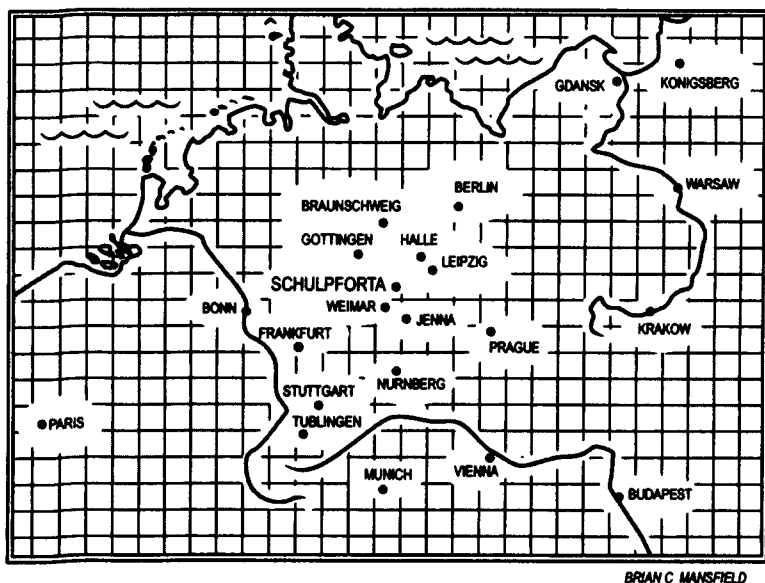 GDANSK
KONIGSBERG
WARSAW
BERLIN
BRAUNSCHWEIG
GOTTINGEN
HALLE
LEIPZIG
SCHULPFORTA
WEIMAR
JENNA
BONN
FRANKFURT
PRAGUE
KRAKOW
NURNBERG
STUTTGART
TUBLINGEN
PARIS
MUNICH
VIENNA
BUDAPEST
BRIAN C MANSFIELD